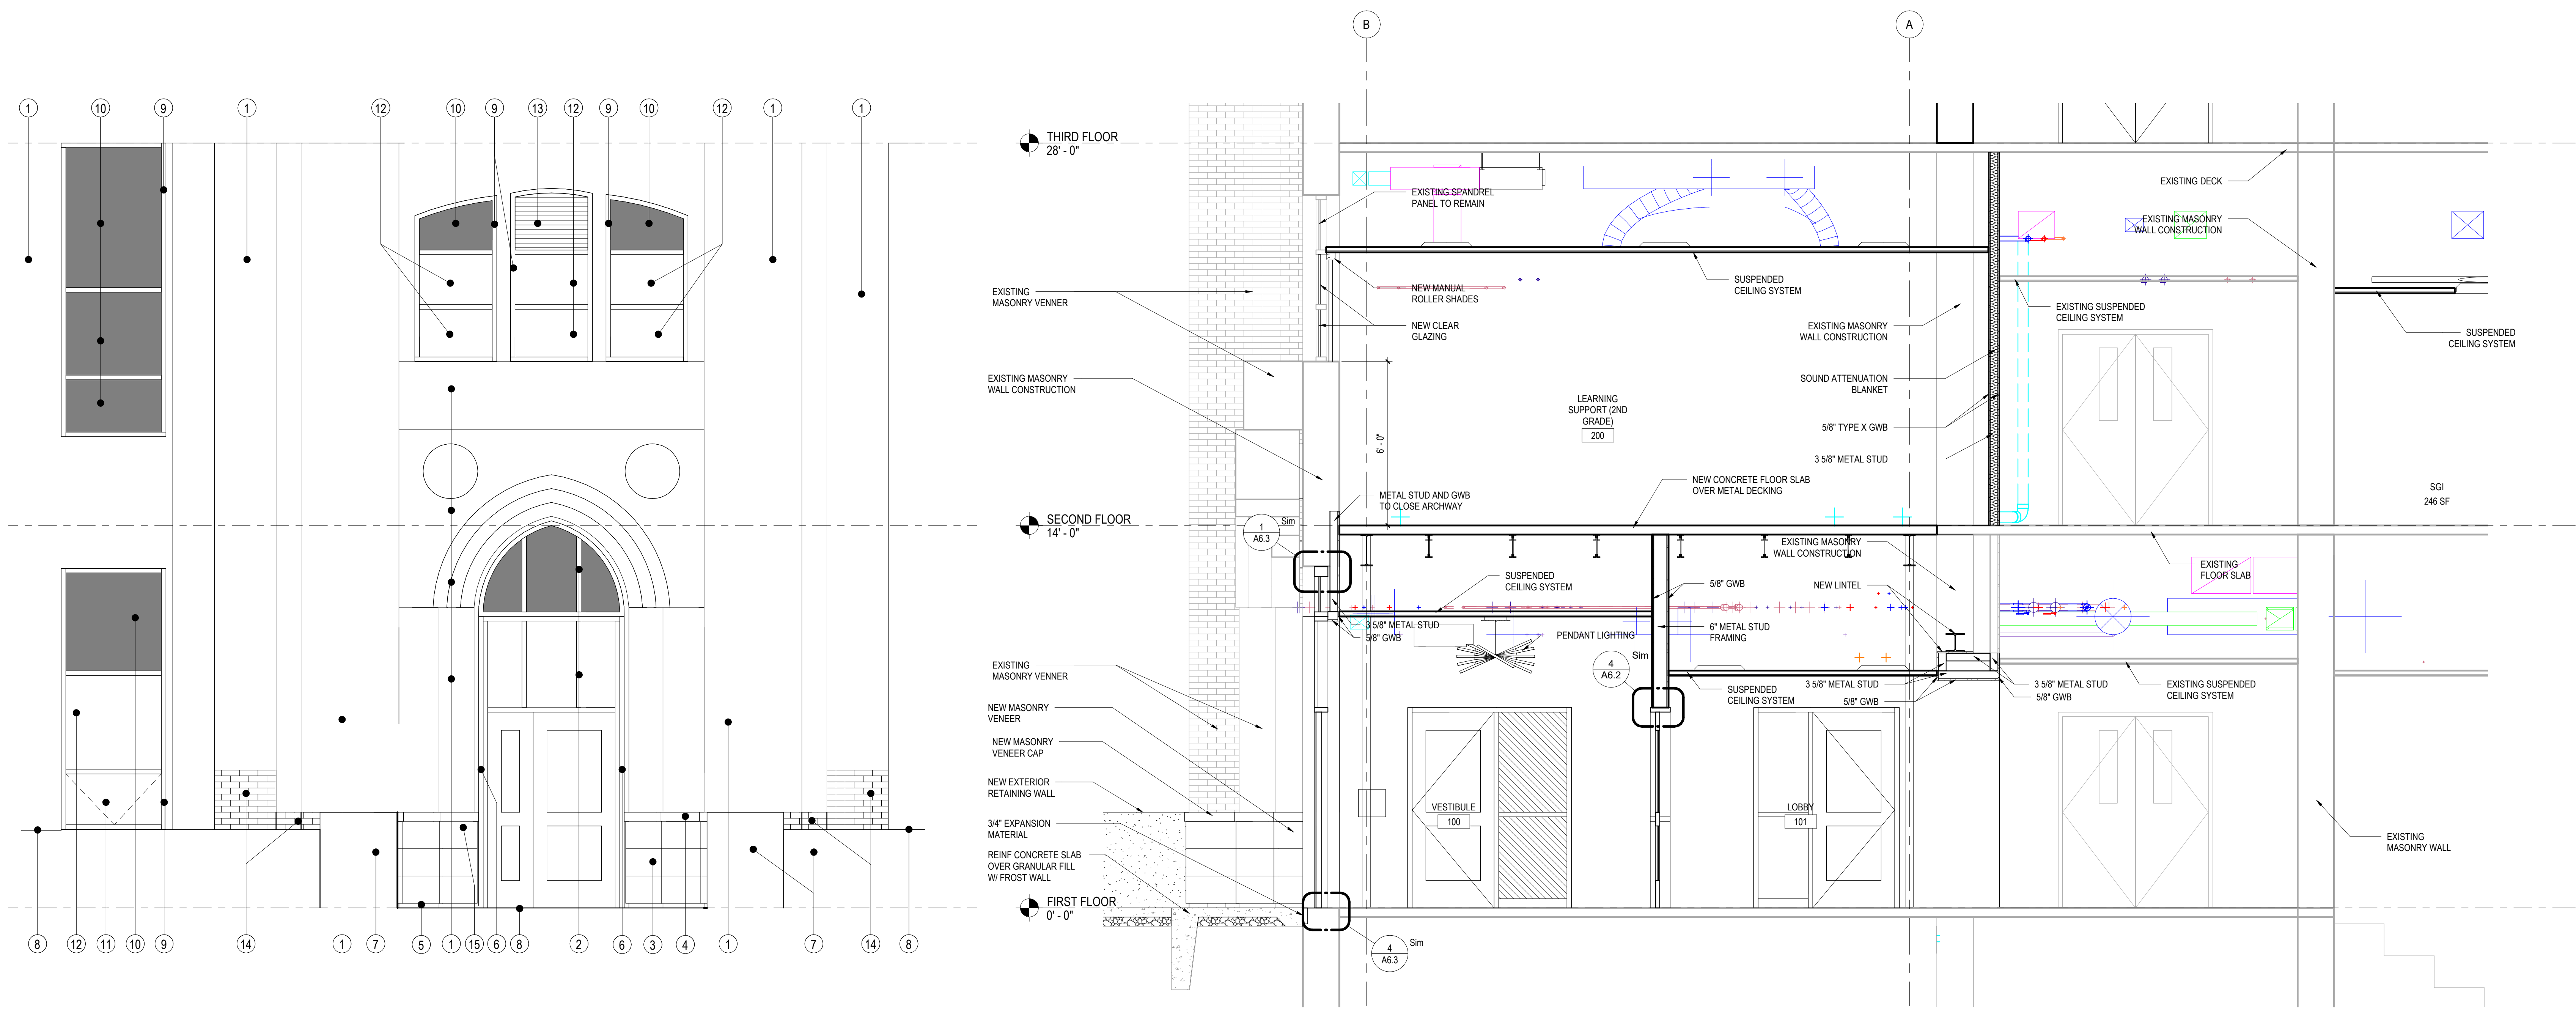 B
A
1
10
9
1
12
10
9
13
12
9
10
12
1
1
THIRD FLOOR
28' - 0"
EXISTING SPANDREL
PANEL TO REMAIN
EXISTING DECK
EXISTING MASONRY
WALL CONSTRUCTION
SUSPENDED
CEILING SYSTEM
NEW MANUAL
ROLLER SHADES
EXISTING
MASONRY VENNER
EXISTING SUSPENDED
CEILING SYSTEM
NEW CLEAR
GLAZING
EXISTING MASONRY
WALL CONSTRUCTION
SUSPENDED
CEILING SYSTEM
EXISTING MASONRY
WALL CONSTRUCTION
SOUND ATTENUATION
BLANKET
LEARNING
SUPPORT (2ND
GRADE)
200
5/8" TYPE X GWB
6' - 0"
3 5/8" METAL STUD
NEW CONCRETE FLOOR SLAB
OVER METAL DECKING
SGI
246 SF
METAL STUD AND GWB
TO CLOSE ARCHWAY
SECOND FLOOR
14' - 0"
1
A6.3
Sim
EXISTING MASONRY
WALL CONSTRUCTION
EXISTING
FLOOR SLAB
SUSPENDED
CEILING SYSTEM
5/8" GWB
NEW LINTEL
3 5/8" METAL STUD
5/8" GWB
PENDANT LIGHTING
6" METAL STUD
FRAMING
4
A6.2
Sim
EXISTING
MASONRY VENNER
SUSPENDED
CEILING SYSTEM
3 5/8" METAL STUD
5/8" GWB
3 5/8" METAL STUD
5/8" GWB
EXISTING SUSPENDED
CEILING SYSTEM
NEW MASONRY
VENEER
NEW MASONRY
VENEER CAP
NEW EXTERIOR
RETAINING WALL
VESTIBULE
100
LOBBY
101
3/4" EXPANSION
MATERIAL
EXISTING
MASONRY WALL
REINF CONCRETE SLAB
OVER GRANULAR FILL
W/ FROST WALL
FIRST FLOOR
0' - 0"
4
A6.3
Sim
8
12
11
10
9
14
1
7
5
1
15
6
8
2
6
3
4
1
7
14
8